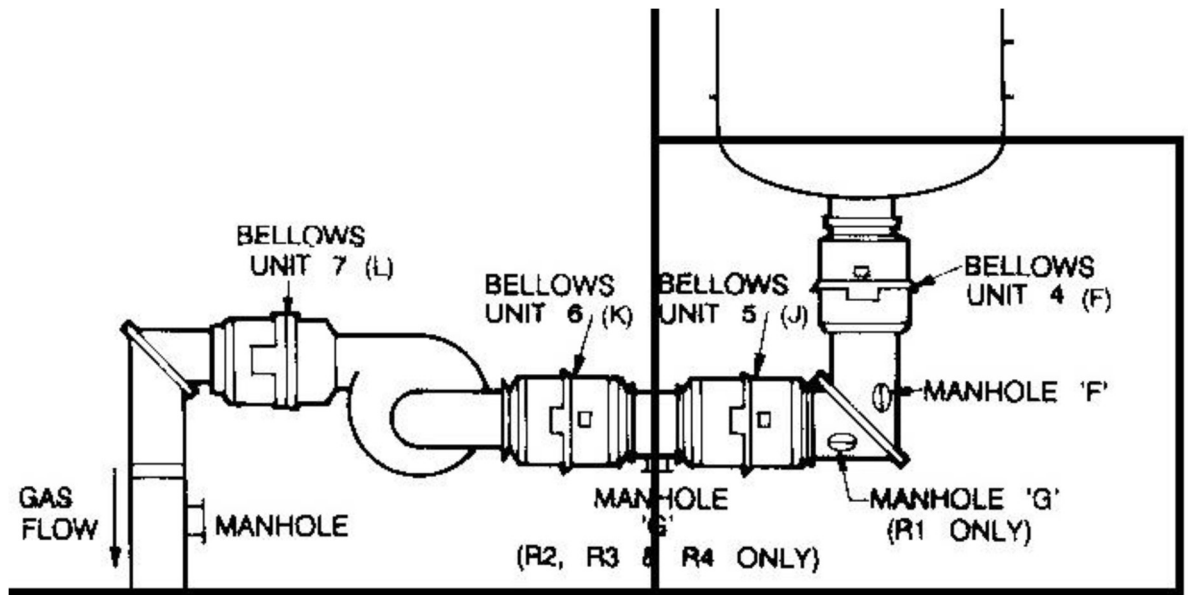 BELLOWS
UNIT 7 (L)
BELLOWS
UNIT 6 (K)
BELLOWS
UNIT 5 (J)
BELLOWS
UNIT 4 (F)
MANHOLE 'F'
MANHOLE 'G'
(R1 ONLY)
MANHOLE
'G'
(R2, R3 & R4 ONLY)
GAS
FLOW
MANHOLE